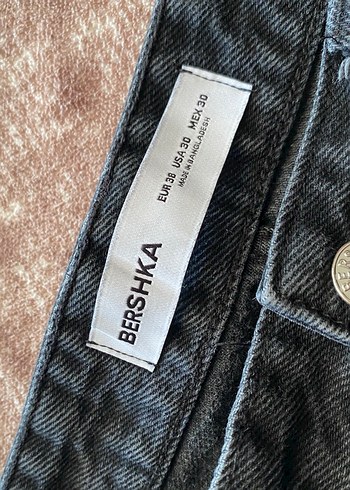 BERSHKA
EUR 38 USA 30 MEX 30
MADE IN BANGLADESH